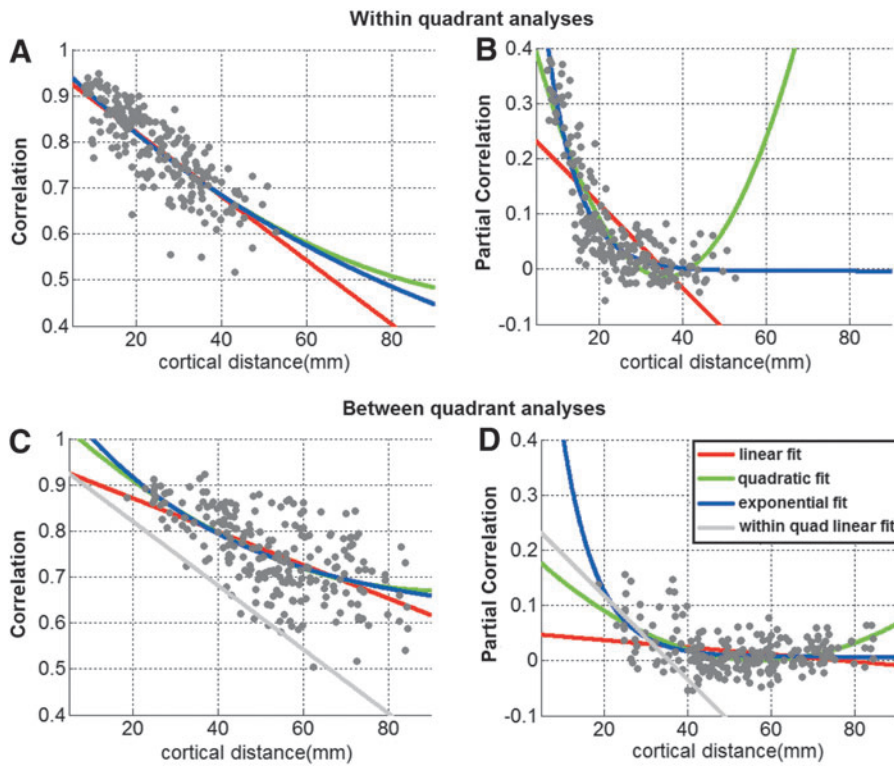 Within quadrant analyses
A
B
1
0.9
0.8
0.7
0.6
0.5
0.4
Correlation
20
40
60
80
cortical distance(mm)
0.4
0.3
0.2
0.1
0
-0.1
Partial Correlation
20
40
60
80
cortical distance(mm)
Between quadrant analyses
C
D
1
0.9
0.8
0.7
0.6
0.5
0.4
Correlation
20
40
60
80
cortical distance(mm)
0.4
0.3
0.2
0.1
0
-0.1
Partial Correlation
20
40
60
80
cortical distance(mm)
linear fit
quadratic fit
exponential fit
within quad linear fit